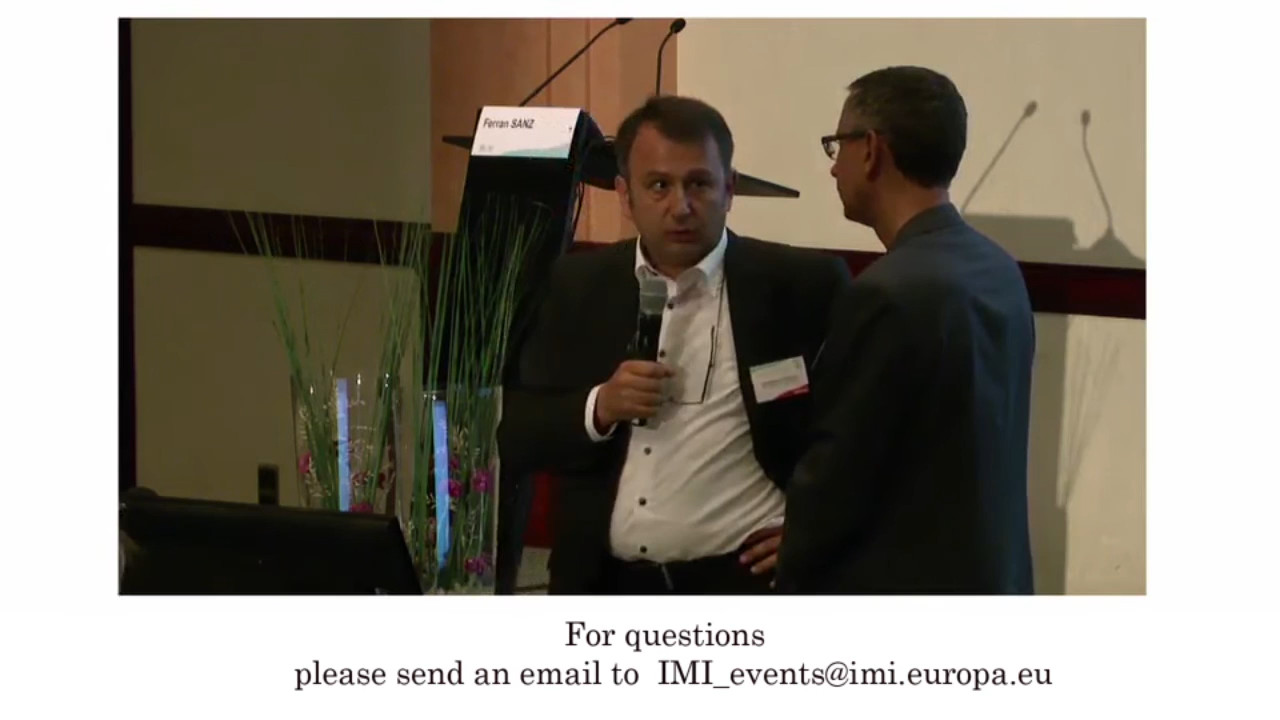 Ferran SANZ
For questions
please send an email to IMI_events@imi.europa.eu